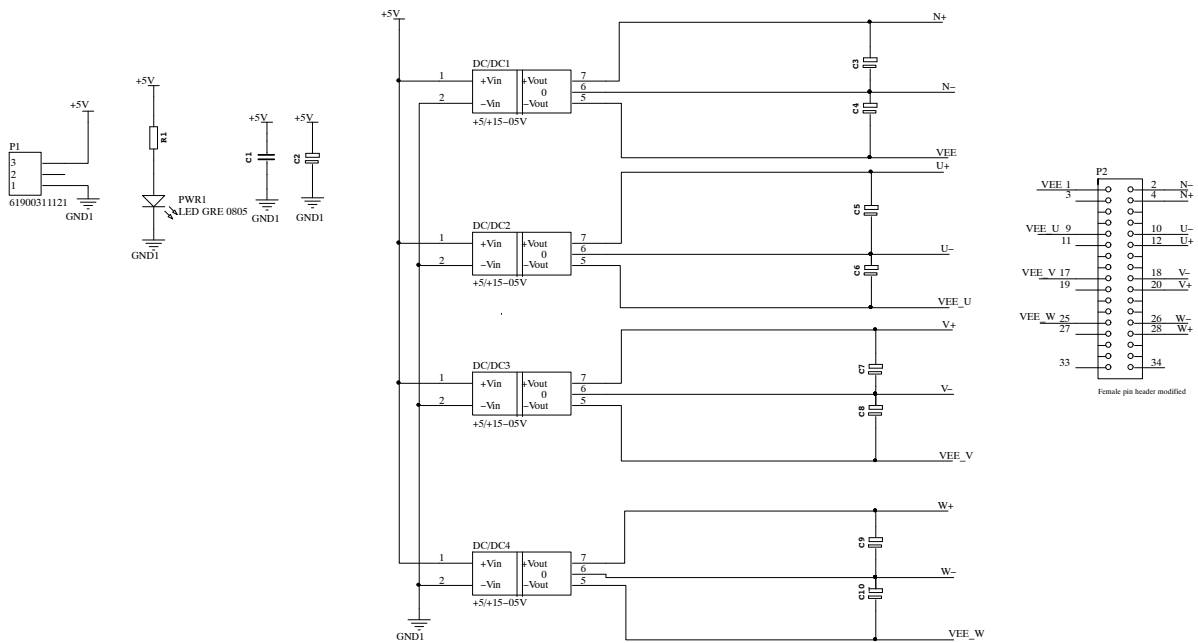 +5V
N+
DC/DC1
1 +Vin +Vout 7
0 6
2 -Vin -Vout 5
+5/+15-05V
C3
N-
C4
VEE
+5V
R1
PWR1
LED GRE 0805
GND1
+5V
P1
3
2
1
61900311121
GND1
+5V
C1
GND1
+5V
C2
GND1
U+
DC/DC2
1 +Vin +Vout 7
0 6
2 -Vin -Vout 5
+5/+15-05V
C5
U-
C6
VEE_U
V+
DC/DC3
1 +Vin +Vout 7
0 6
2 -Vin -Vout 5
+5/+15-05V
C7
V-
C8
VEE_V
W+
DC/DC4
1 +Vin +Vout 7
0 6
2 -Vin -Vout 5
+5/+15-05V
GND1
C9
W-
C10
VEE_W
P2
VEE 1 2 N-
3 4 N+
VEE_U 9 10 U-
11 12 U+
VEE_V 17 18 V-
19 20 V+
VEE_W 25 26 W-
27 28 W+
33 34
Female pin header modified